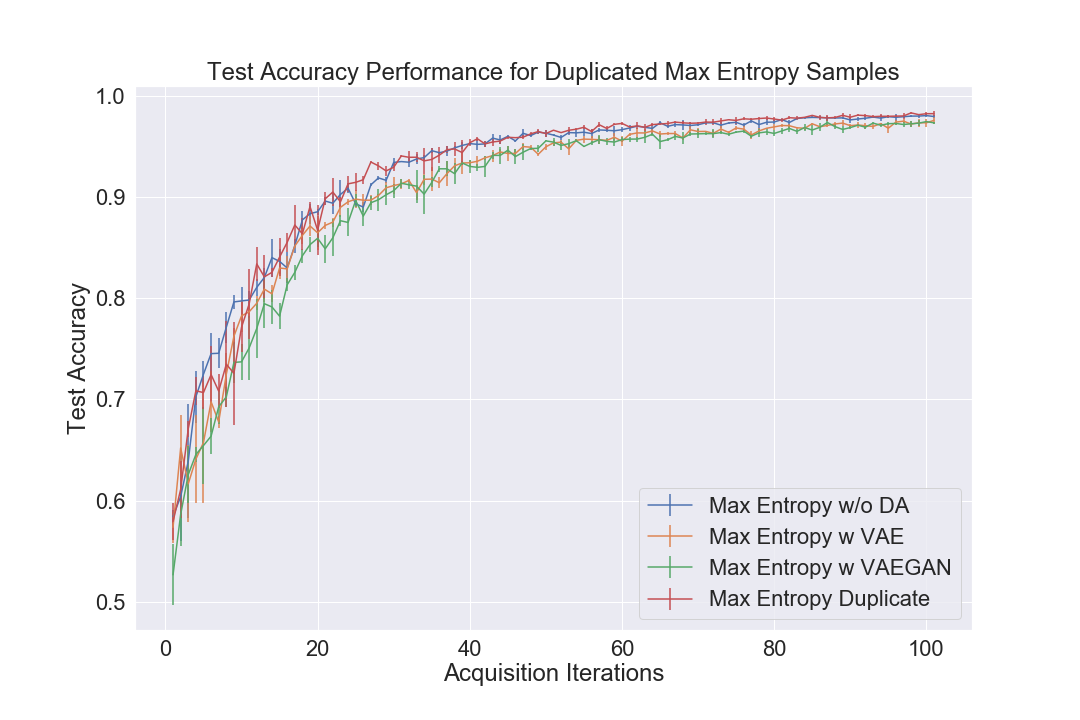 Test Accuracy Performance for Duplicated Max Entropy Samples
1.0
0.9
0.8
0.7
0.6
0.5
Test Accuracy
Max Entropy w/o DA
Max Entropy w VAE
Max Entropy w VAEGAN
Max Entropy Duplicate
0 20 40 60 80 100
Acquisition Iterations